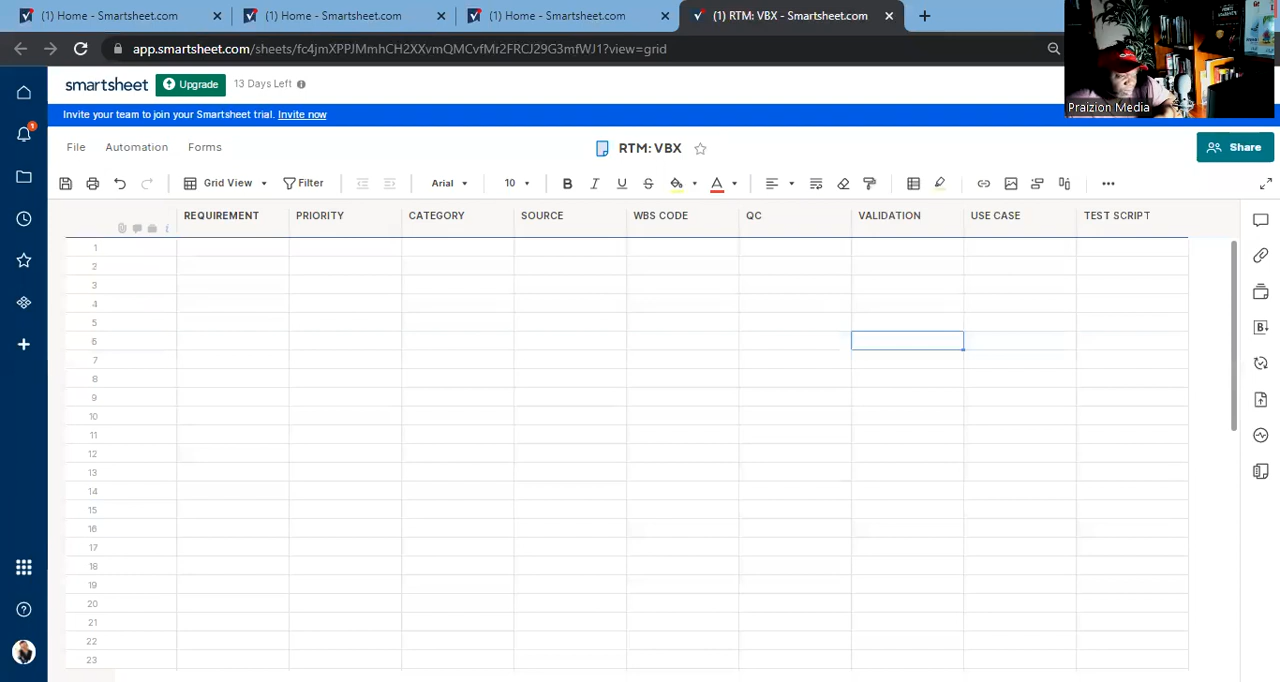 (1) Home - Smartsheet.com
(1) Home - Smartsheet.com
(1) Home - Smartsheet.com
(1) RTM: VBX - Smartsheet.com
app.smartsheet.com/sheets/fc4jmXPPJMmhCH2XXvmQMCvfMr2FRCJ29G3mfWJ1?view=grid
Praizion Media
smartsheet
Upgrade
13 Days Left
Invite your team to join your Smartsheet trial. Invite now
File
Automation
Forms
RTM: VBX
Share
Grid View
Filter
Arial
10
B
I
U
S
A
REQUIREMENT
PRIORITY
CATEGORY
SOURCE
WBS CODE
QC
VALIDATION
USE CASE
TEST SCRIPT
1
2
3
4
5
6
7
8
9
10
11
12
13
14
15
16
17
18
19
20
21
22
23